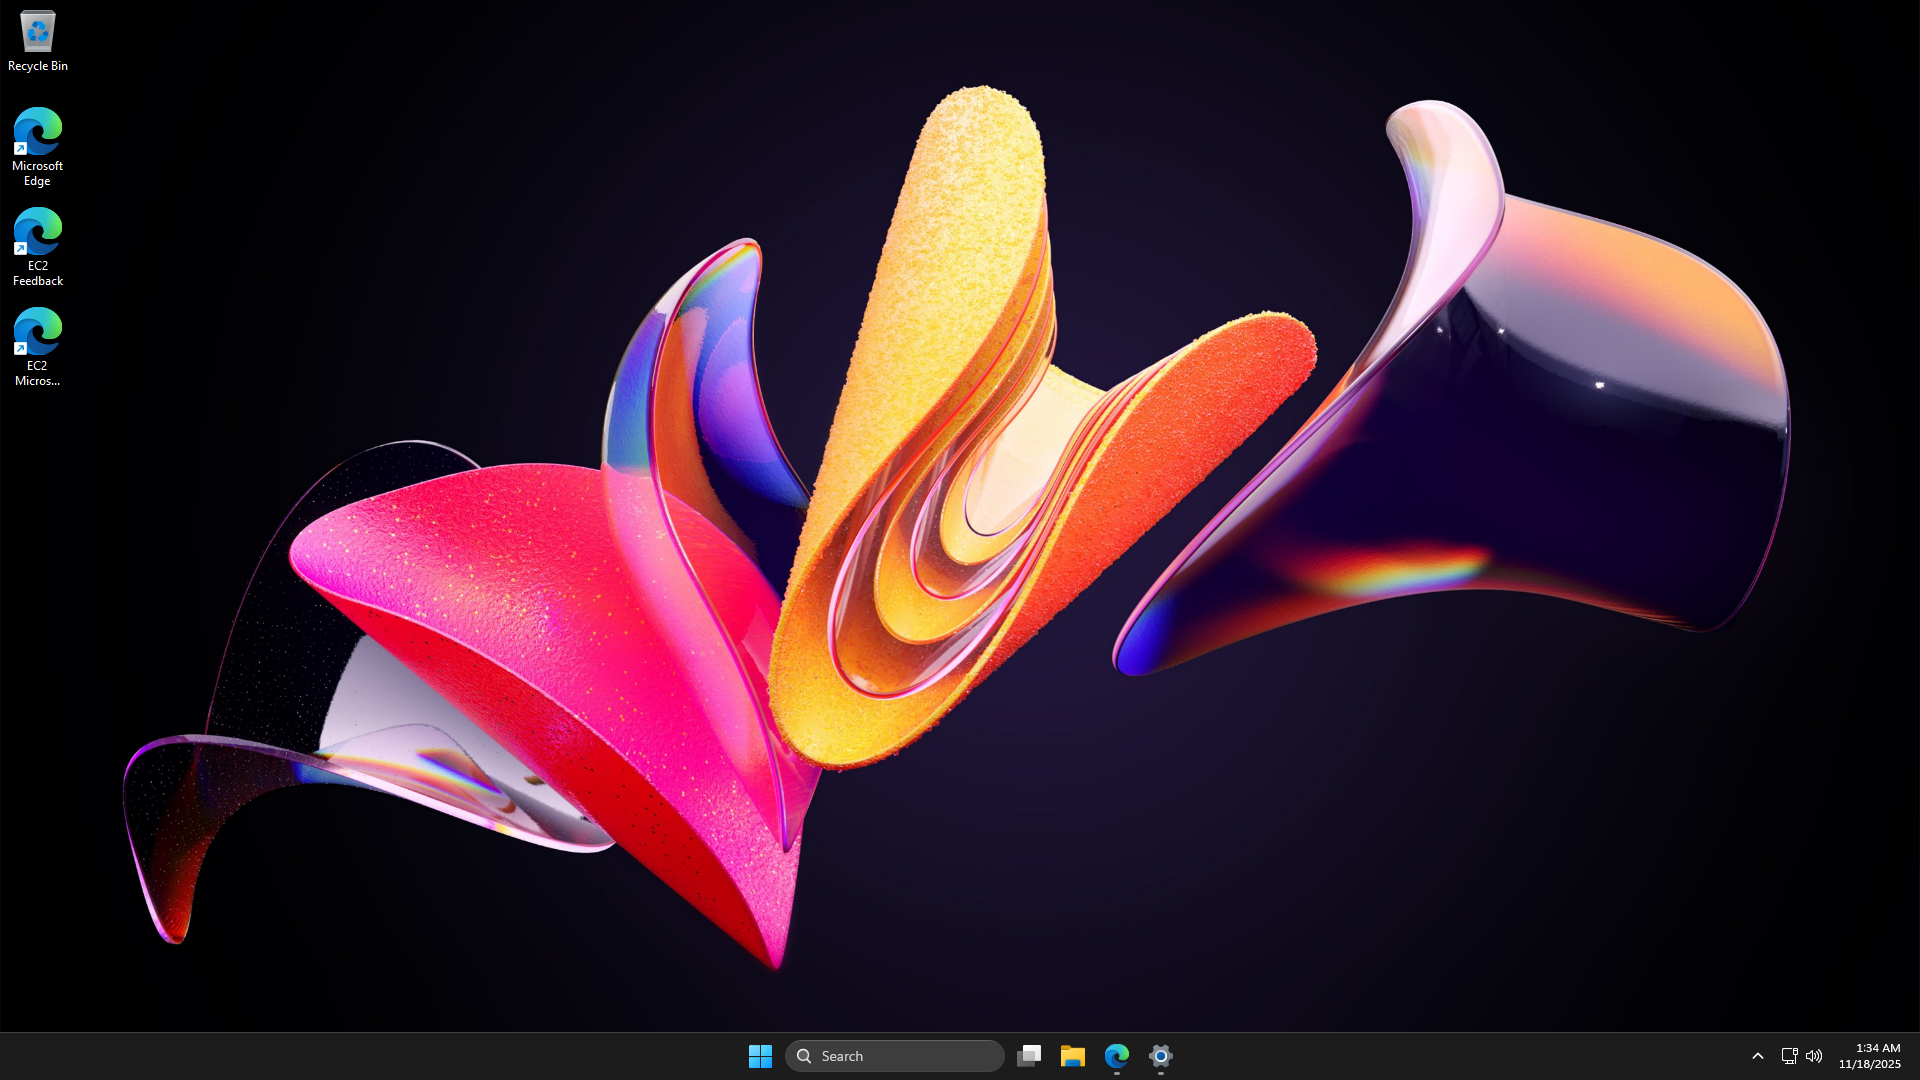 Recycle Bin
Microsoft
Edge
EC2
Feedback
EC2
Micros...
Search
1:34 AM
11/18/2025